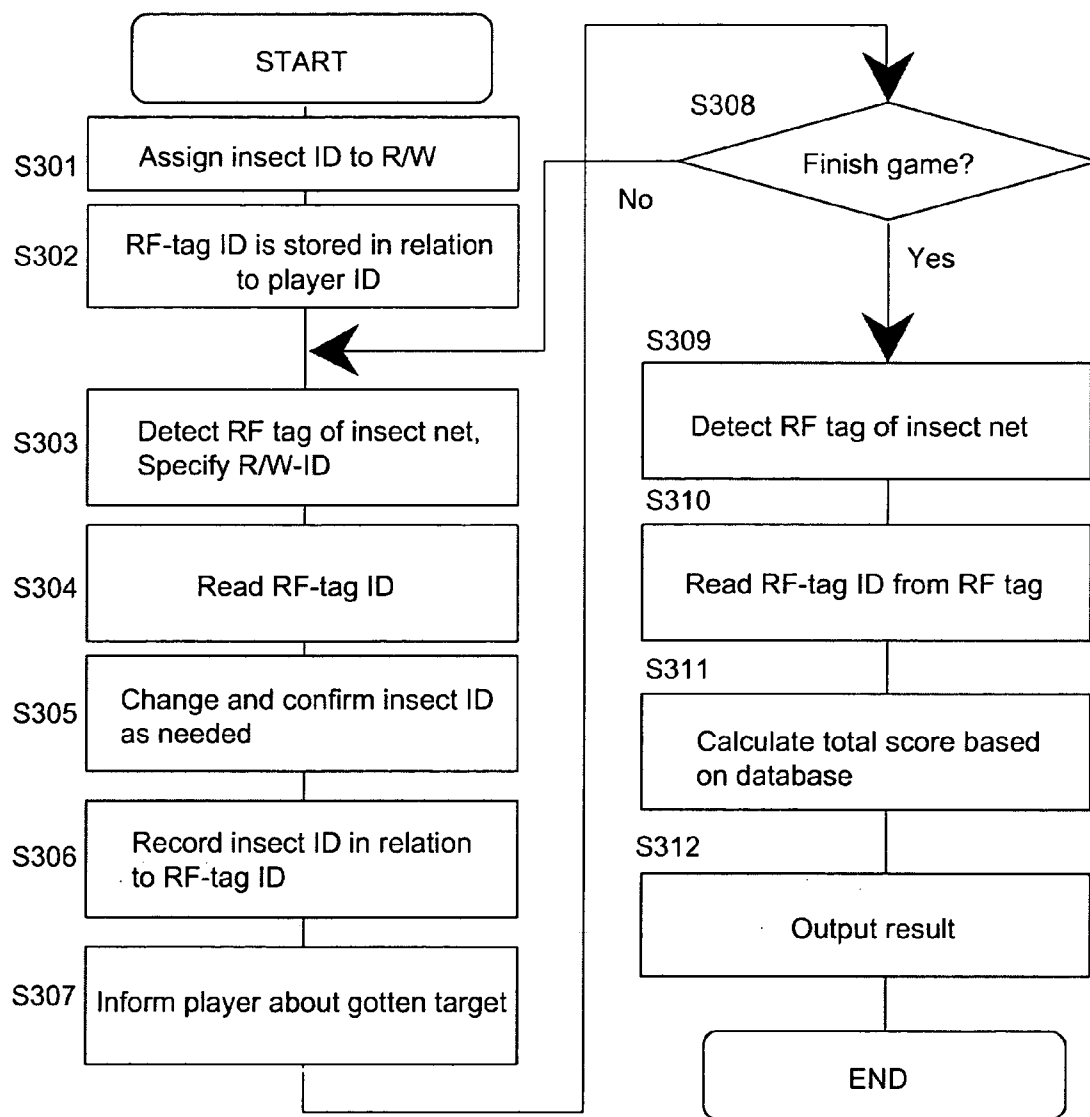 START
S301
Assign insect ID to R/W
S302
RF-tag ID is stored in relation
to player ID
S303
Detect RF tag of insect net,
Specify R/W-ID
S304
Read RF-tag ID
S305
Change and confirm insect ID
as needed
S306
Record insect ID in relation
to RF-tag ID
S307
Inform player about gotten target
S308
Finish game?
No
Yes
S309
Detect RF tag of insect net
S310
Read RF-tag ID from RF tag
S311
Calculate total score based
on database
S312
Output result
END